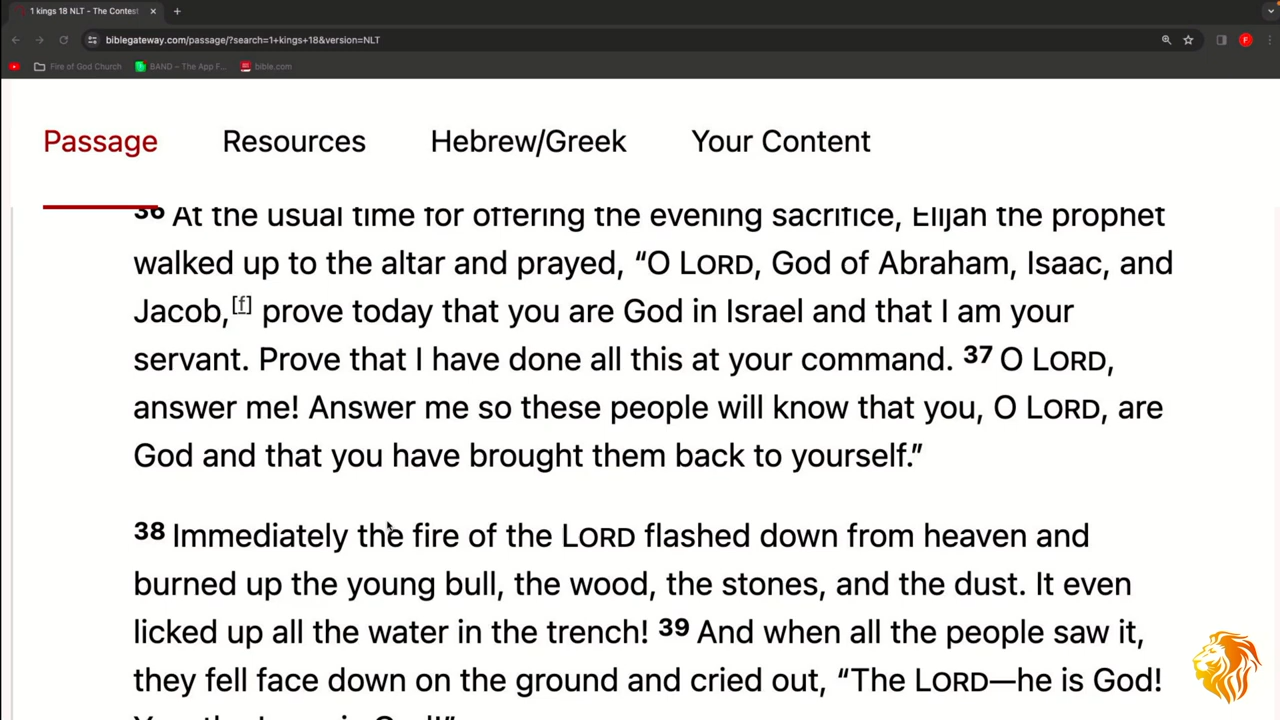 1 kings 18 NLT - The Contest
biblegateway.com/passage/?search=1+kings+18&version=NLT
F
Fire of God Church
BAND – The App F...
bible.com
Passage
Resources
Hebrew/Greek
Your Content
36 At the usual time for offering the evening sacrifice, Elijah the prophet
walked up to the altar and prayed, “O LORD, God of Abraham, Isaac, and
Jacob,[f] prove today that you are God in Israel and that I am your
servant. Prove that I have done all this at your command. 37 O LORD,
answer me! Answer me so these people will know that you, O LORD, are
God and that you have brought them back to yourself.”
38 Immediately the fire of the LORD flashed down from heaven and
burned up the young bull, the wood, the stones, and the dust. It even
licked up all the water in the trench! 39 And when all the people saw it,
they fell face down on the ground and cried out, “The LORD—he is God!